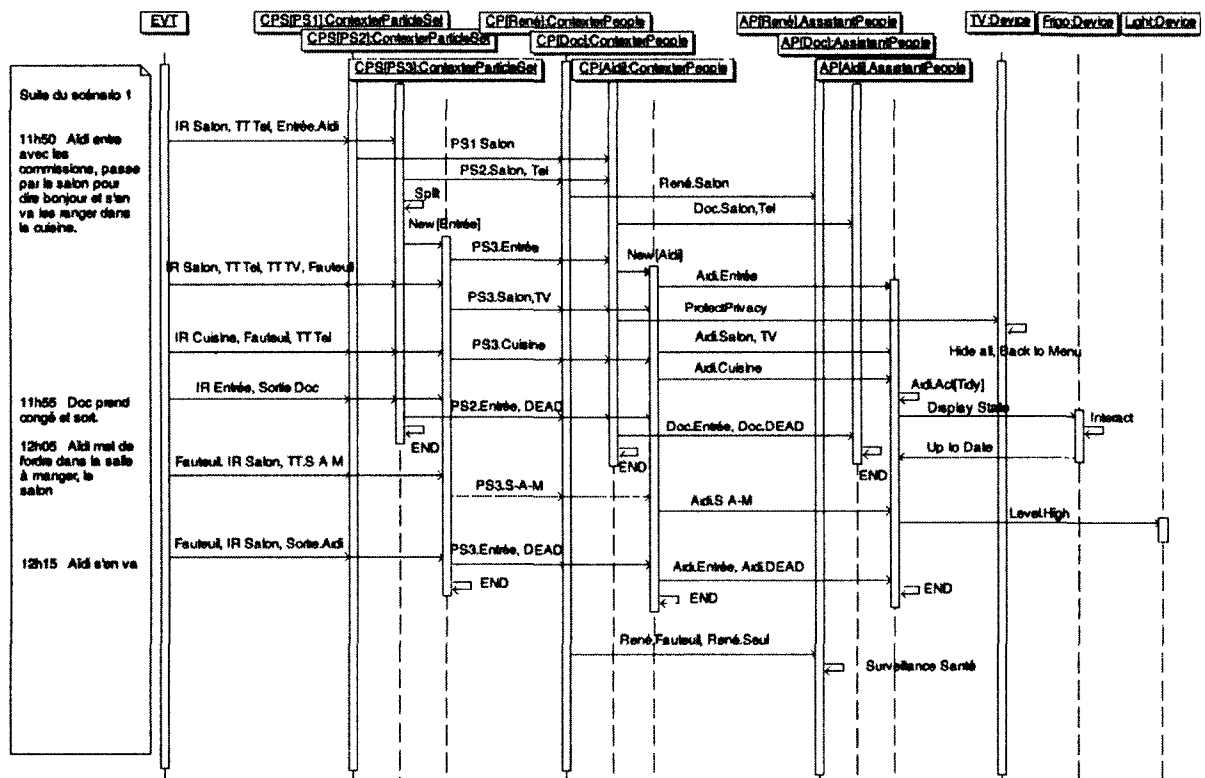 EVT
CPS[PS1]:ContexterParticleSet
CP[René]:ContexterPeople
AP[René]:AssistantPeople
TV:Device
Frigo:Device
Light:Device
CPS[PS2]:ContexterParticleSet
CP[Doc]:ContexterPeople
AP[Doc]:AssistantPeople
CPS[PS3]:ContexterParticleSet
CP[Aidi]:ContexterPeople
AP[Aidi]:AssistantPeople
Suite du scénario 1
11h50 Aidi entre
avec les
commissions, passe
par le salon pour
dire bonjour et s'en
va les ranger dans
la cuisine.
IR Salon, TT Tel, Entrée.Aidi
PS1 Salon
PS2.Salon, Tel
René.Salon
Split
Doc.Salon,Tel
New [Entrée]
PS3.Entrée
New [Aidi]
IR Salon, TT Tel, TT TV, Fauteuil
Aidi.Entrée
PS3.Salon,TV
ProtectPrivacy
IR Cuisine, Fauteuil, TT Tel
PS3.Cuisine
Aidi.Salon, TV
Hide all, Back to Menu
Aidi.Cuisine
IR Entrée, Sortie Doc
Aidi.Act[Tidy]
11h55 Doc prend
congé et sort.
PS2.Entrée, DEAD
Display State
Interact
Doc.Entrée, Doc.DEAD
END
Up to Date
12h05 Aidi met de
l'ordre dans la salle
à manger, le
salon
END
END
Fauteuil, IR Salon, TT.S A M
PS3.S-A-M
Aidi.S A-M
Level.High
Fauteuil, IR Salon, Sortie.Aidi
PS3.Entrée, DEAD
12h15 Aidi s'en va
Aidi.Entrée, Aidi.DEAD
END
END
END
René.Fauteuil, René.Seul
Surveillance Santé